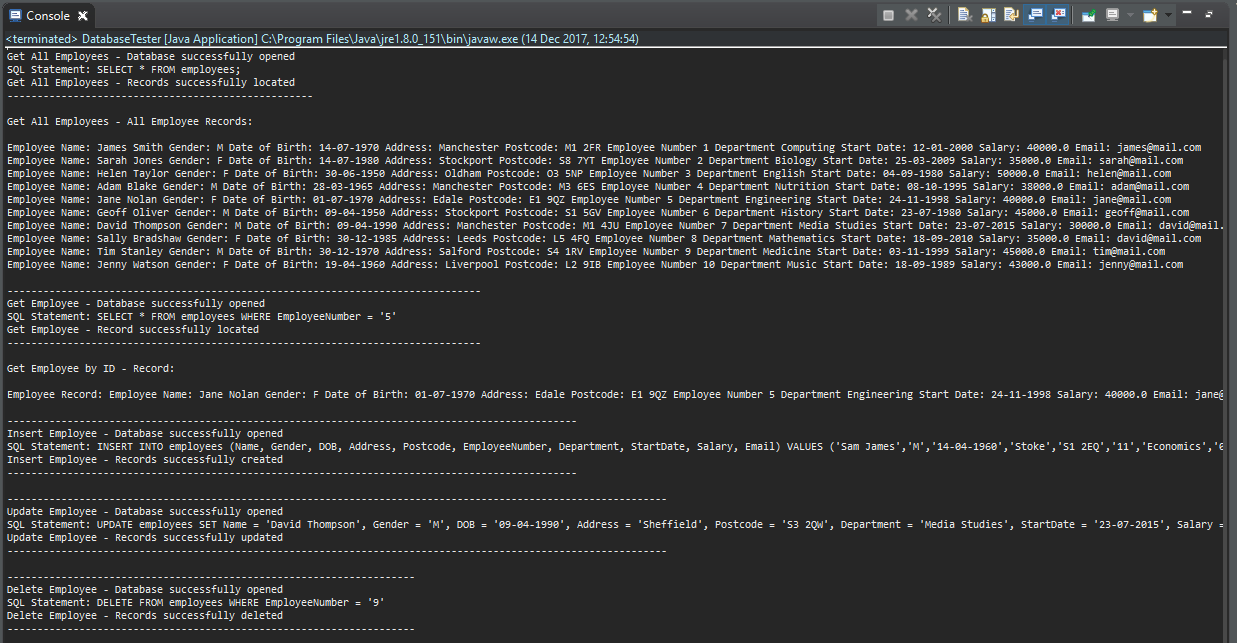 Console
<terminated> DatabaseTester [Java Application] C:\Program Files\Java\jre1.8.0_151\bin\javaw.exe (14 Dec 2017, 12:54:54)
Get All Employees - Database successfully opened
SQL Statement: SELECT * FROM employees;
Get All Employees - Records successfully located
---------------------------------------------------
Get All Employees - All Employee Records:
Employee Name: James Smith Gender: M Date of Birth: 14-07-1970 Address: Manchester Postcode: M1 2FR Employee Number 1 Department Computing Start Date: 12-01-2000 Salary: 40000.0 Email: james@mail.com
Employee Name: Sarah Jones Gender: F Date of Birth: 14-07-1980 Address: Stockport Postcode: S8 7YT Employee Number 2 Department Biology Start Date: 25-03-2009 Salary: 35000.0 Email: sarah@mail.com
Employee Name: Helen Taylor Gender: F Date of Birth: 30-06-1950 Address: Oldham Postcode: O3 5NP Employee Number 3 Department English Start Date: 04-09-1980 Salary: 50000.0 Email: helen@mail.com
Employee Name: Adam Blake Gender: M Date of Birth: 28-03-1965 Address: Manchester Postcode: M3 6ES Employee Number 4 Department Nutrition Start Date: 08-10-1995 Salary: 38000.0 Email: adam@mail.com
Employee Name: Jane Nolan Gender: F Date of Birth: 01-07-1970 Address: Edale Postcode: E1 9QZ Employee Number 5 Department Engineering Start Date: 24-11-1998 Salary: 40000.0 Email: jane@mail.com
Employee Name: Geoff Oliver Gender: M Date of Birth: 09-04-1950 Address: Stockport Postcode: S1 5GV Employee Number 6 Department History Start Date: 23-07-1980 Salary: 45000.0 Email: geoff@mail.com
Employee Name: David Thompson Gender: M Date of Birth: 09-04-1990 Address: Manchester Postcode: M1 4JU Employee Number 7 Department Media Studies Start Date: 23-07-2015 Salary: 30000.0 Email: david@mail.
Employee Name: Sally Bradshaw Gender: F Date of Birth: 30-12-1985 Address: Leeds Postcode: L5 4FQ Employee Number 8 Department Mathematics Start Date: 18-09-2010 Salary: 35000.0 Email: david@mail.com
Employee Name: Tim Stanley Gender: M Date of Birth: 30-12-1970 Address: Salford Postcode: S4 1RV Employee Number 9 Department Medicine Start Date: 03-11-1999 Salary: 45000.0 Email: tim@mail.com
Employee Name: Jenny Watson Gender: F Date of Birth: 19-04-1960 Address: Liverpool Postcode: L2 9IB Employee Number 10 Department Music Start Date: 18-09-1989 Salary: 43000.0 Email: jenny@mail.com
-------------------------------------------------------------------------------
Get Employee - Database successfully opened
SQL Statement: SELECT * FROM employees WHERE EmployeeNumber = '5'
Get Employee - Record successfully located
-------------------------------------------------------------------------------
Get Employee by ID - Record:
Employee Record: Employee Name: Jane Nolan Gender: F Date of Birth: 01-07-1970 Address: Edale Postcode: E1 9QZ Employee Number 5 Department Engineering Start Date: 24-11-1998 Salary: 40000.0 Email: jane@
-----------------------------------------------------------------------------------------------
Insert Employee - Database successfully opened
SQL Statement: INSERT INTO employees (Name, Gender, DOB, Address, Postcode, EmployeeNumber, Department, StartDate, Salary, Email) VALUES ('Sam James','M','14-04-1960','Stoke','S1 2EQ','11','Economics','0
Insert Employee - Records successfully created
-----------------------------------------------------------------------------------------------
--------------------------------------------------------------------------------------------------------------
Update Employee - Database successfully opened
SQL Statement: UPDATE employees SET Name = 'David Thompson', Gender = 'M', DOB = '09-04-1990', Address = 'Sheffield', Postcode = 'S3 2QW', Department = 'Media Studies', StartDate = '23-07-2015', Salary =
Update Employee - Records successfully updated
--------------------------------------------------------------------------------------------------------------
--------------------------------------------------------------------
Delete Employee - Database successfully opened
SQL Statement: DELETE FROM employees WHERE EmployeeNumber = '9'
Delete Employee - Records successfully deleted
--------------------------------------------------------------------